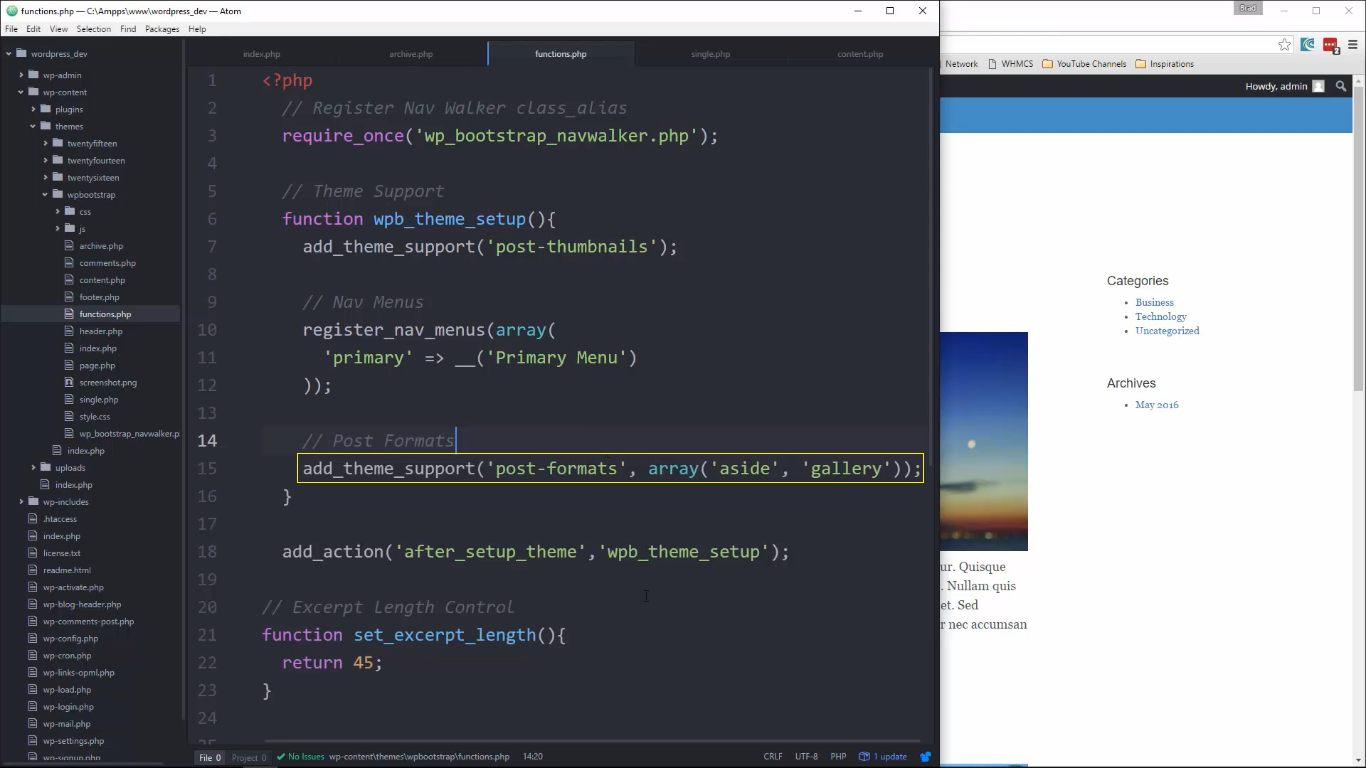 functions.php — C:\Ampps\www\wordpress_dev — Atom
Brad
File Edit View Selection Find Packages Help
Network WHMCS YouTube Channels Inspirations
2
wordpress_dev
wp-admin
wp-content
plugins
themes
twentyfifteen
twentyfourteen
twentysixteen
wpbootstrap
css
js
archive.php
comments.php
content.php
footer.php
functions.php
header.php
index.php
page.php
screenshot.png
single.php
style.css
wp_bootstrap_navwalker.p
index.php
uploads
index.php
wp-includes
.htaccess
index.php
license.txt
readme.html
wp-activate.php
wp-blog-header.php
wp-comments-post.php
wp-config.php
wp-cron.php
wp-links-opml.php
wp-load.php
wp-login.php
wp-mail.php
wp-settings.php
wp-signup.php
index.php archive.php functions.php single.php content.php
1 <?php
2 // Register Nav Walker class_alias
3 require_once('wp_bootstrap_navwalker.php');
4
5 // Theme Support
6 function wpb_theme_setup(){
7 add_theme_support('post-thumbnails');
8
9 // Nav Menus
10 register_nav_menus(array(
11 'primary' => __('Primary Menu')
12 ));
13
14 // Post Formats
15 add_theme_support('post-formats', array('aside', 'gallery'));
16 }
17
18 add_action('after_setup_theme','wpb_theme_setup');
19
20 // Excerpt Length Control
21 function set_excerpt_length(){
22 return 45;
23 }
24
File 0 Project 0 No Issues wp-content\themes\wpbootstrap\functions.php 14:20 CRLF UTF-8 PHP 1 update
Howdy, admin
Categories
Business
Technology
Uncategorized
Archives
May 2016
ur. Quisque
. Nullam quis
et. Sed
r nec accumsan